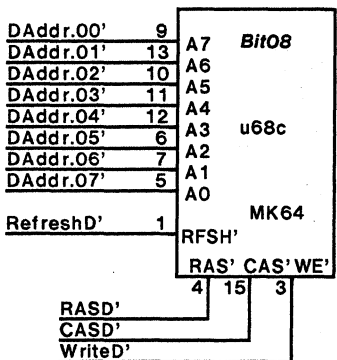 DAddr.00' 9 A7 Bit08
DAddr.01' 13 A6
DAddr.02' 10 A5
DAddr.03' 11 A4
DAddr.04' 12 A3 u68c
DAddr.05' 6 A2
DAddr.06' 7 A1
DAddr.07' 5 A0
MK64
RefreshD' 1 RFSH'
RAS' CAS' WE'
4 15 3
RASD'
CASD'
WriteD'